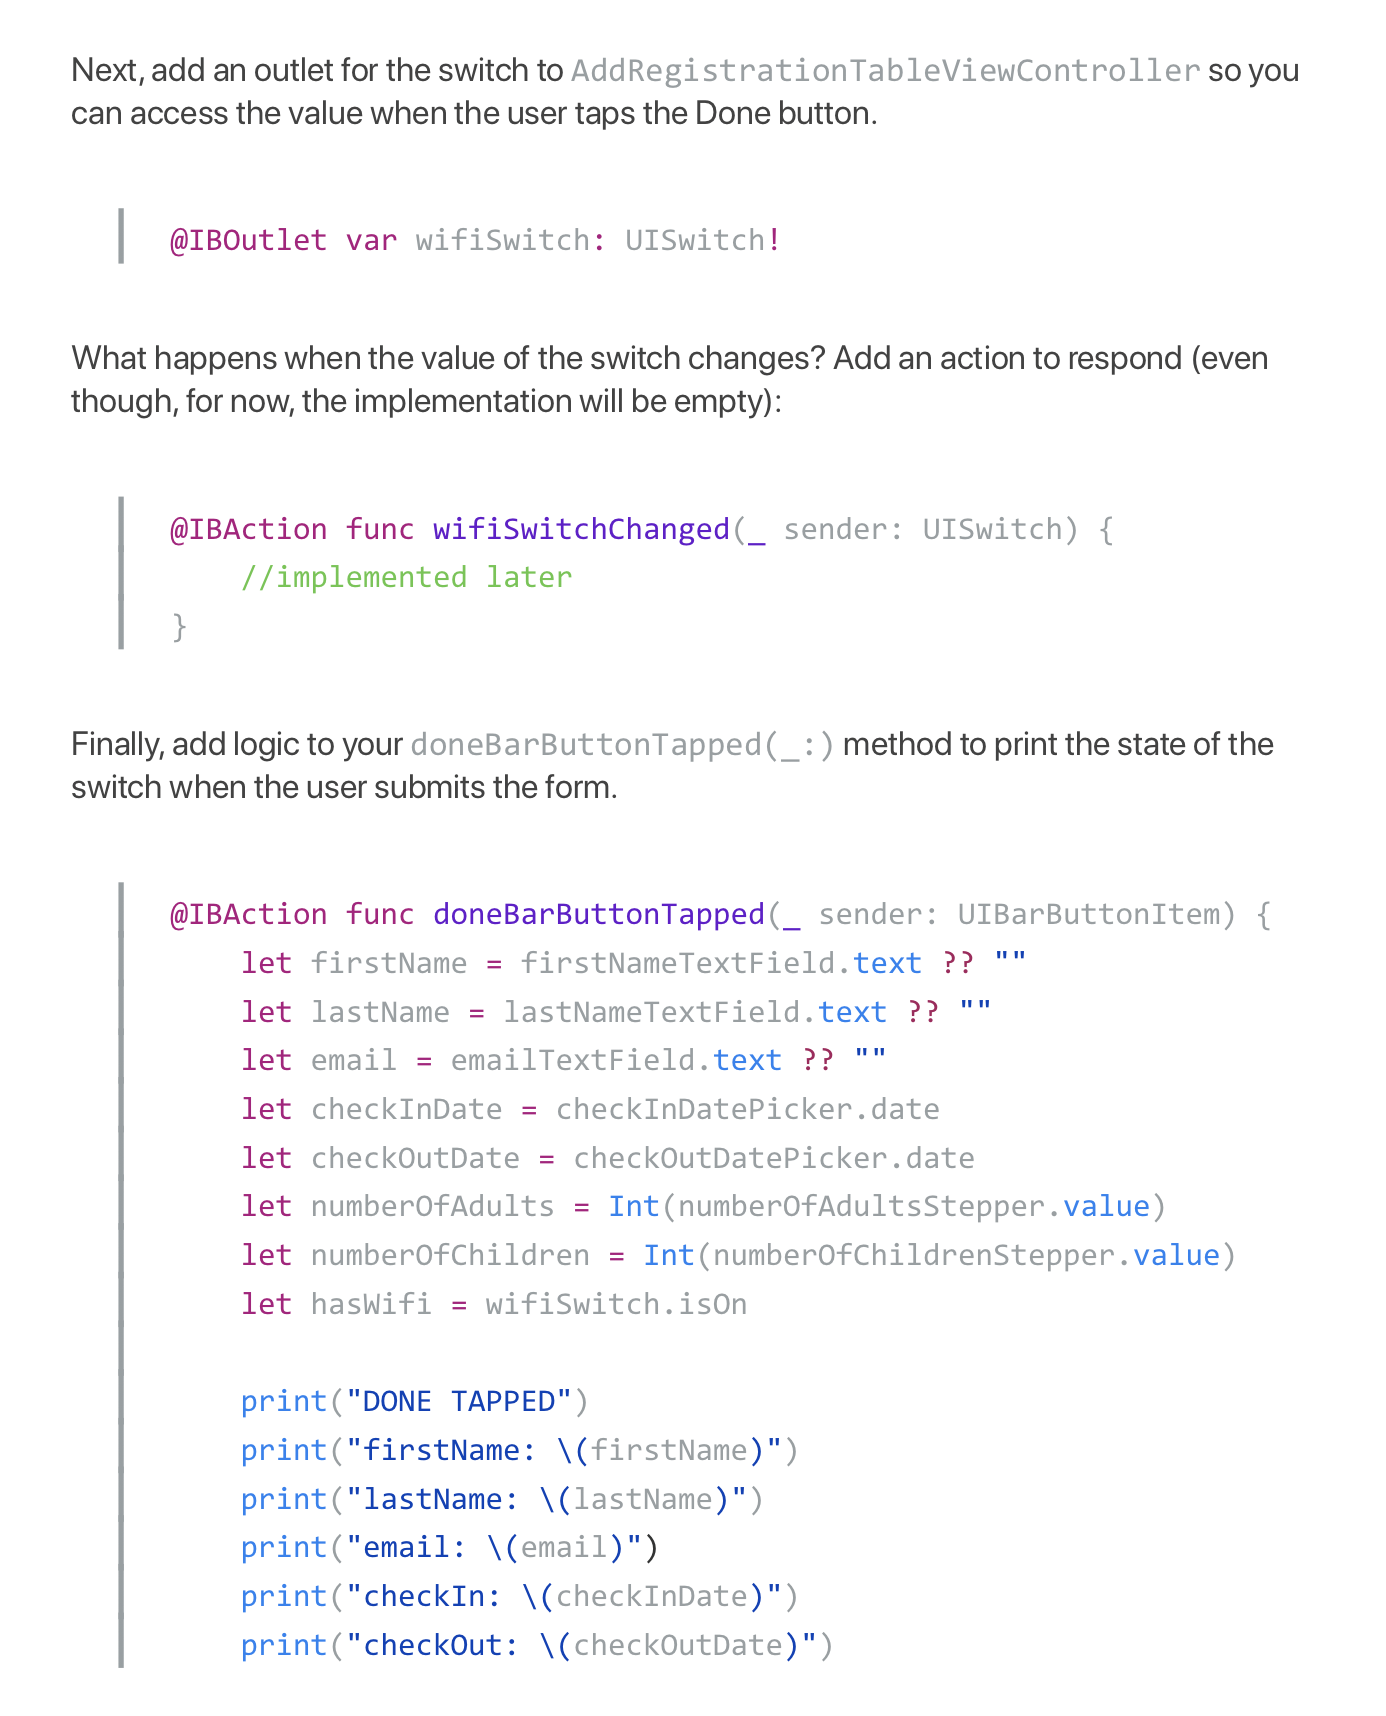 Next, add an outlet for the switch to AddRegistrationTableViewController so you
can access the value when the user taps the Done button.
@IBOutlet var wifiSwitch: UISwitch!
What happens when the value of the switch changes? Add an action to respond (even
though, for now, the implementation will be empty):
@IBAction func wifiSwitchChanged(_ sender: UISwitch) {
    //implemented later
}
Finally, add logic to your doneBarButtonTapped(_:) method to print the state of the
switch when the user submits the form.
@IBAction func doneBarButtonTapped(_ sender: UIBarButtonItem) {
    let firstName = firstNameTextField.text ?? ""
    let lastName = lastNameTextField.text ?? ""
    let email = emailTextField.text ?? ""
    let checkInDate = checkInDatePicker.date
    let checkOutDate = checkOutDatePicker.date
    let numberOfAdults = Int(numberOfAdultsStepper.value)
    let numberOfChildren = Int(numberOfChildrenStepper.value)
    let hasWifi = wifiSwitch.isOn
    print("DONE TAPPED")
    print("firstName: \(firstName)")
    print("lastName: \(lastName)")
    print("email: \(email)")
    print("checkIn: \(checkInDate)")
    print("checkOut: \(checkOutDate)")